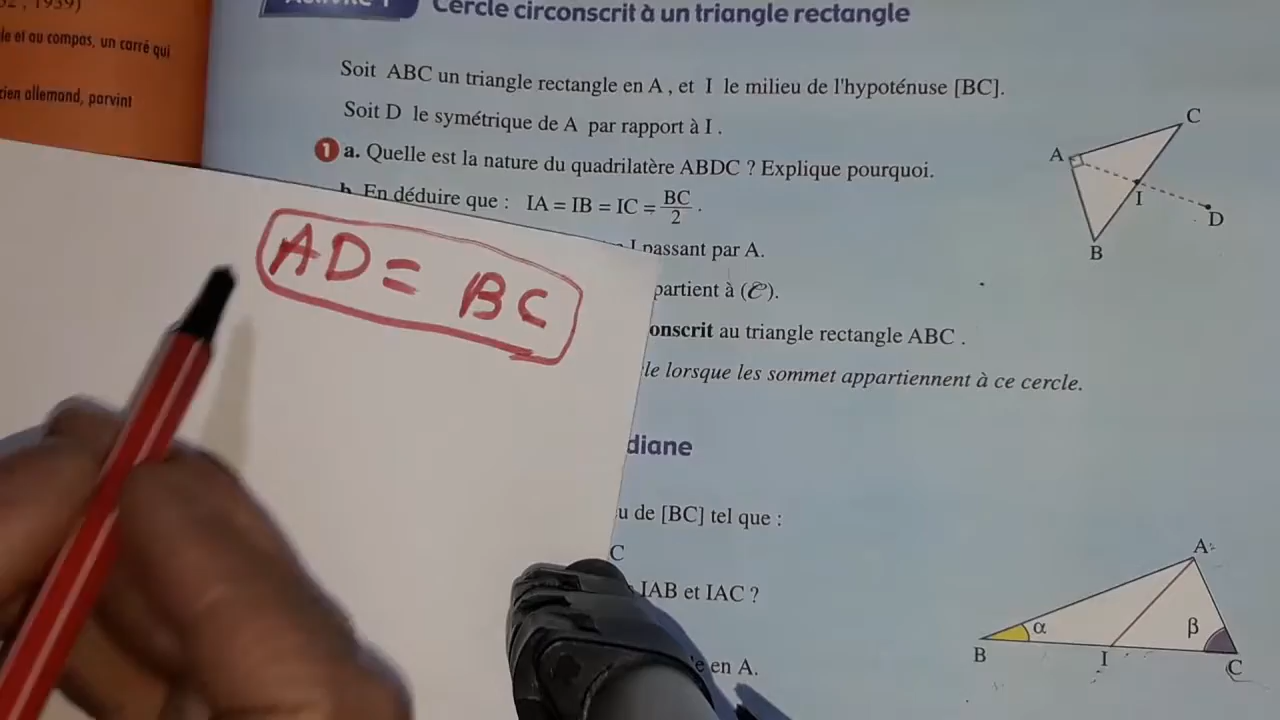 1939)
Cercle circonscrit à un triangle rectangle
le et au compas, un carré qui
cien allemand, parvint
Soit ABC un triangle rectangle en A, et I le milieu de l'hypoténuse [BC].
Soit D le symétrique de A par rapport à I.
1 a. Quelle est la nature du quadrilatère ABDC ? Explique pourquoi.
b. En déduire que : IA = IB = IC = BC/2.
I passant par A.
partient à (C).
onscrit au triangle rectangle ABC.
le lorsque les sommet appartiennent à ce cercle.
AD = BC
A
C
I
D
B
diane
u de [BC] tel que :
C
IAB et IAC ?
e en A.
A
α
β
B
I
C